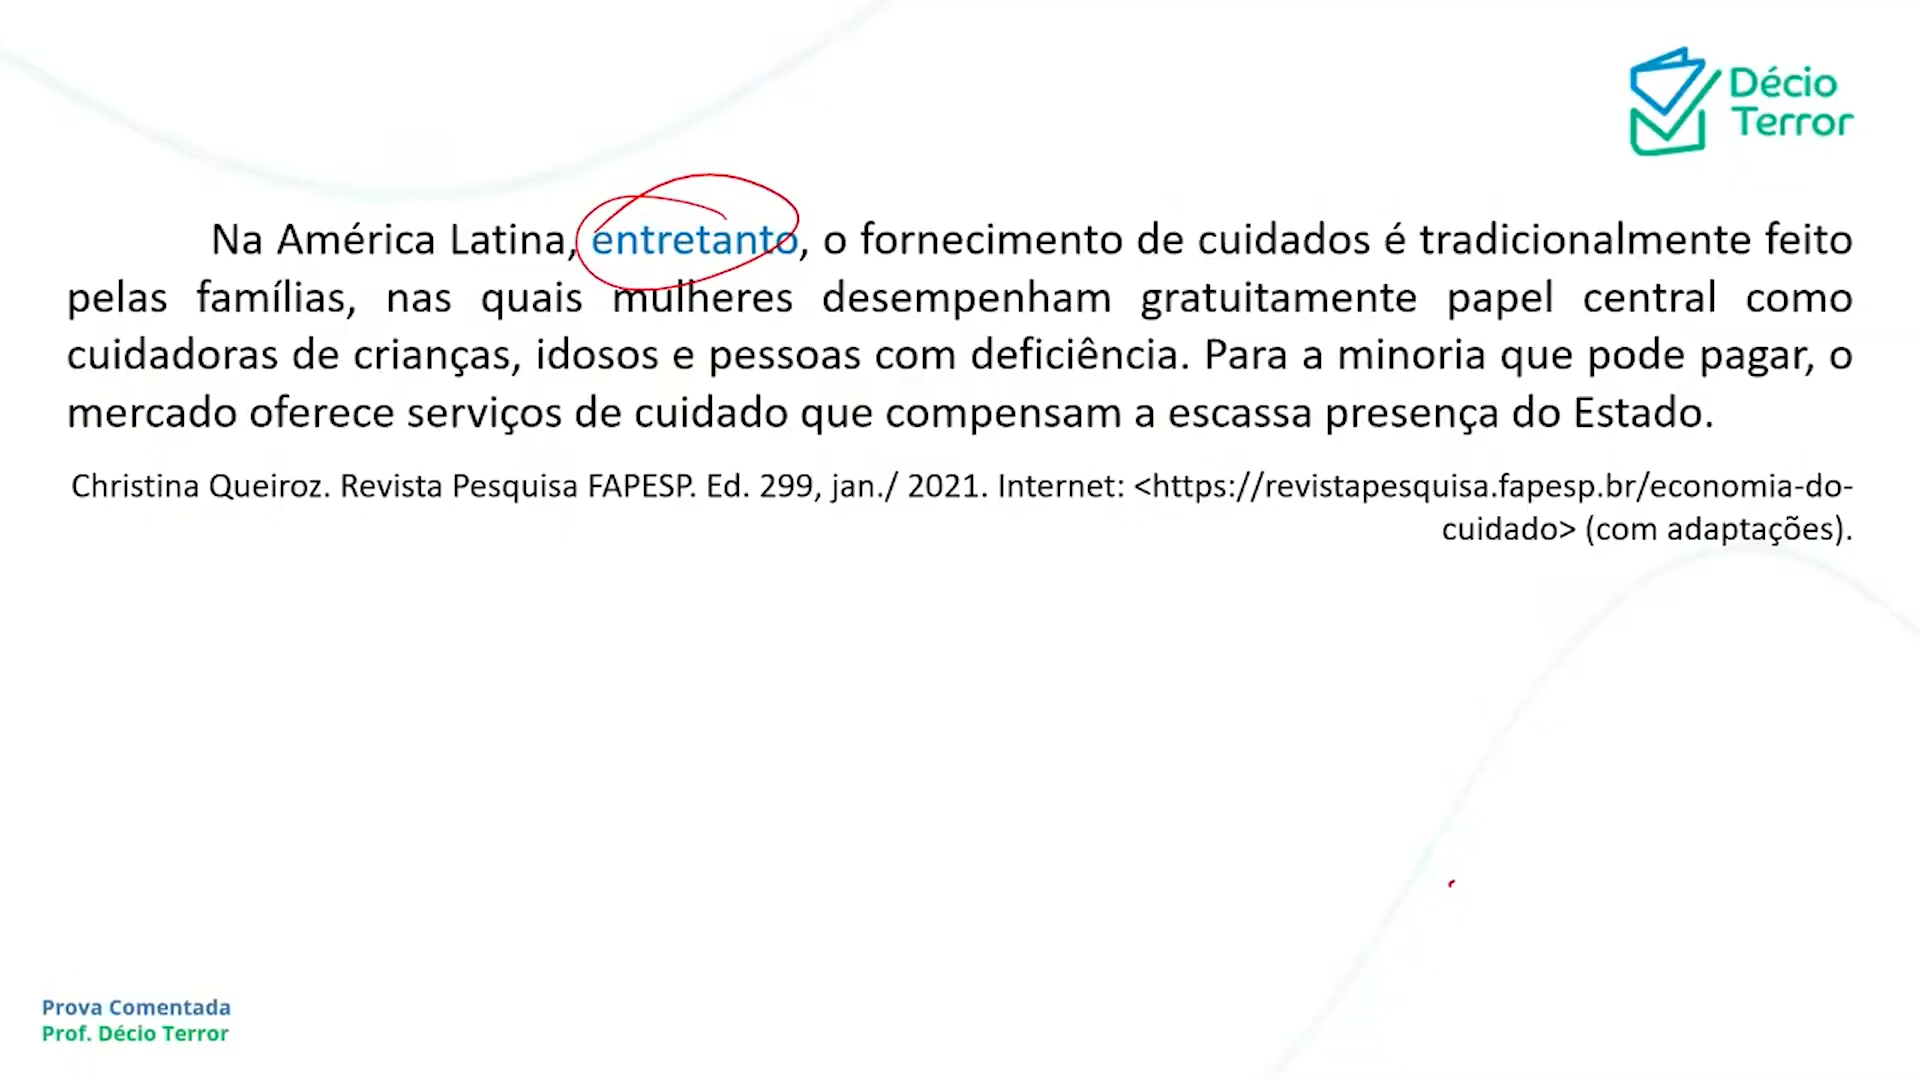 Décio
Terror
Na América Latina, entretanto, o fornecimento de cuidados é tradicionalmente feito
pelas famílias, nas quais mulheres desempenham gratuitamente papel central como
cuidadoras de crianças, idosos e pessoas com deficiência. Para a minoria que pode pagar, o
mercado oferece serviços de cuidado que compensam a escassa presença do Estado.
Christina Queiroz. Revista Pesquisa FAPESP. Ed. 299, jan./ 2021. Internet: <https://revistapesquisa.fapesp.br/economia-do-
cuidado> (com adaptações).
Prova Comentada
Prof. Décio Terror